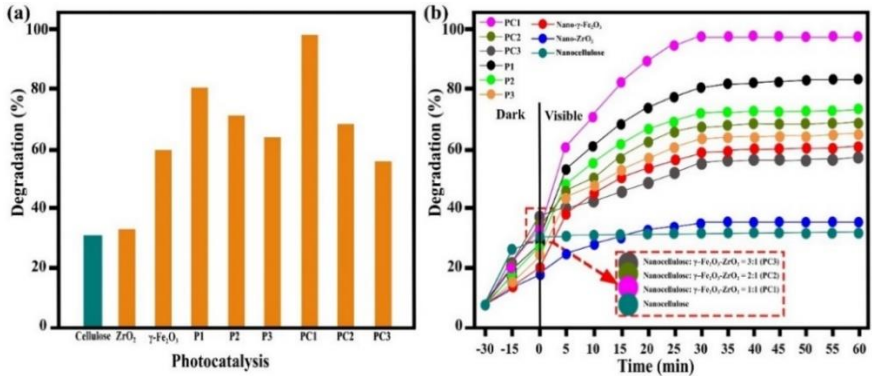 (a)
Degradation (%)
100
80
60
40
20
0
Cellulose ZrO₂ γ-Fe₂O₃ P1 P2 P3 PC1 PC2 PC3
Photocatalysis
(b)
Degradation (%)
100
80
60
40
20
0
PC1
PC2
PC3
P1
P2
P3
Nano-γ-Fe₂O₃
Nano-ZrO₂
Nanocellulose
Dark Visible
Nanocellulose: γ-Fe₂O₃-ZrO₂ = 3:1 (PC3)
Nanocellulose: γ-Fe₂O₃-ZrO₂ = 2:1 (PC2)
Nanocellulose: γ-Fe₂O₃-ZrO₂ = 1:1 (PC1)
Nanocellulose
-30 -15 0 5 10 15 20 25 30 35 40 45 50 55 60
Time (min)